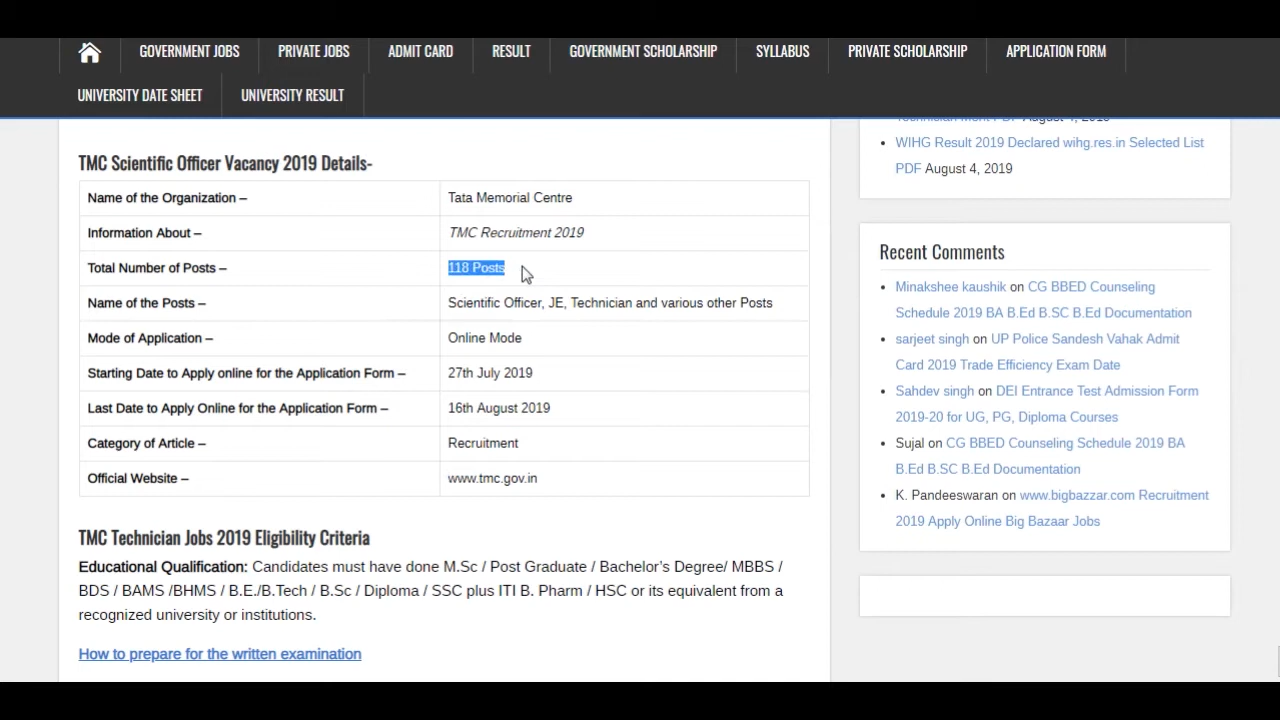 GOVERNMENT JOBS PRIVATE JOBS ADMIT CARD RESULT GOVERNMENT SCHOLARSHIP SYLLABUS PRIVATE SCHOLARSHIP APPLICATION FORM
UNIVERSITY DATE SHEET UNIVERSITY RESULT
TMC Scientific Officer Vacancy 2019 Details-
Name of the Organization – Tata Memorial Centre
Information About – TMC Recruitment 2019
Total Number of Posts – 118 Posts
Name of the Posts – Scientific Officer, JE, Technician and various other Posts
Mode of Application – Online Mode
Starting Date to Apply online for the Application Form – 27th July 2019
Last Date to Apply Online for the Application Form – 16th August 2019
Category of Article – Recruitment
Official Website – www.tmc.gov.in
TMC Technician Jobs 2019 Eligibility Criteria
Educational Qualification: Candidates must have done M.Sc / Post Graduate / Bachelor's Degree/ MBBS /
BDS / BAMS /BHMS / B.E./B.Tech / B.Sc / Diploma / SSC plus ITI B. Pharm / HSC or its equivalent from a
recognized university or institutions.
How to prepare for the written examination
WIHG Result 2019 Declared wihg.res.in Selected List
PDF August 4, 2019
Recent Comments
Minakshee kaushik on CG BBED Counseling
Schedule 2019 BA B.Ed B.SC B.Ed Documentation
sarjeet singh on UP Police Sandesh Vahak Admit
Card 2019 Trade Efficiency Exam Date
Sahdev singh on DEI Entrance Test Admission Form
2019-20 for UG, PG, Diploma Courses
Sujal on CG BBED Counseling Schedule 2019 BA
B.Ed B.SC B.Ed Documentation
K. Pandeeswaran on www.bigbazzar.com Recruitment
2019 Apply Online Big Bazaar Jobs